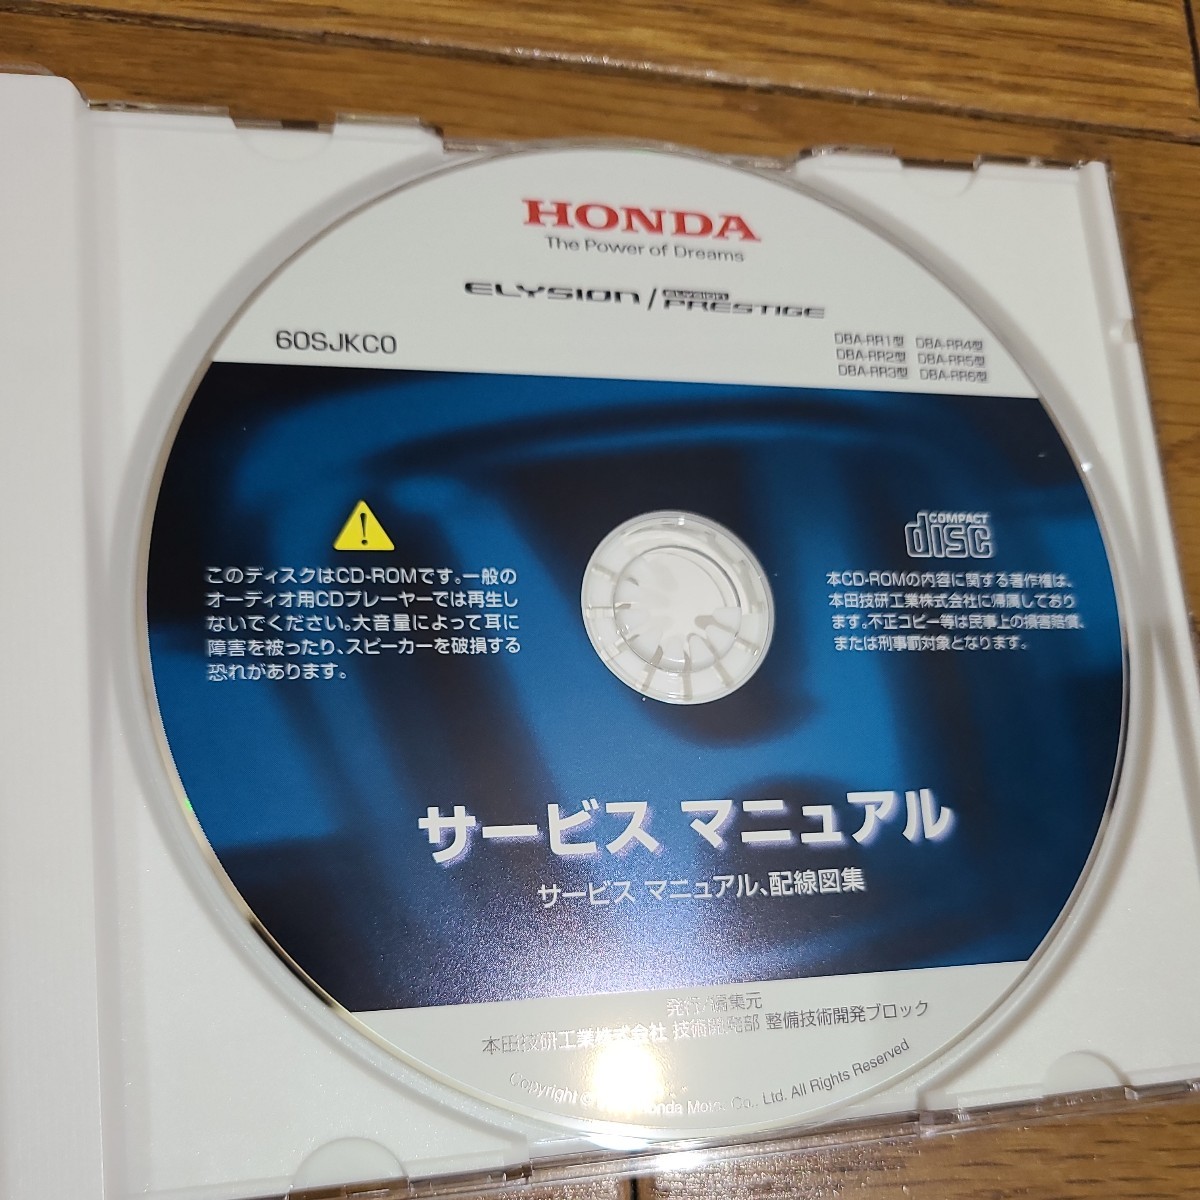 HONDA
The Power of Dreams
ELYSION / ELYSION PRESTIGE
60SJKC0
DBA-RR1型 DBA-RR4型
DBA-RR2型 DBA-RR5型
DBA-RR3型 DBA-RR6型
このディスクはCD-ROMです。一般の
オーディオ用CDプレーヤーでは再生し
ないでください。大音量によって耳に
障害を被ったり、スピーカーを破損する
恐れがあります。
COMPACT
disc
本CD-ROMの内容に関する著作権は、
本田技研工業株式会社に帰属しており
ます。不正コピー等は民事上の損害賠償、
または刑事罰対象となります。
サービス マニュアル
サービス マニュアル、配線図集
発行/編集元
本田技研工業株式会社 技術開発部 整備技術開発ブロック
Copyright © Honda Motor Co., Ltd. All Rights Reserved